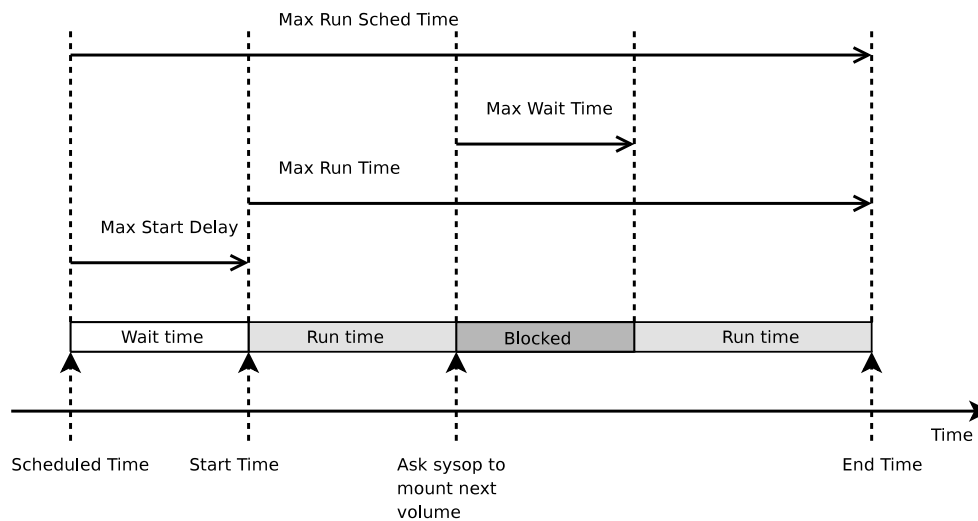 Max Run Sched Time
Max Wait Time
Max Run Time
Max Start Delay
Wait time
Run time
Blocked
Run time
Time
Scheduled Time
Start Time
Ask sysop to
mount next
volume
End Time